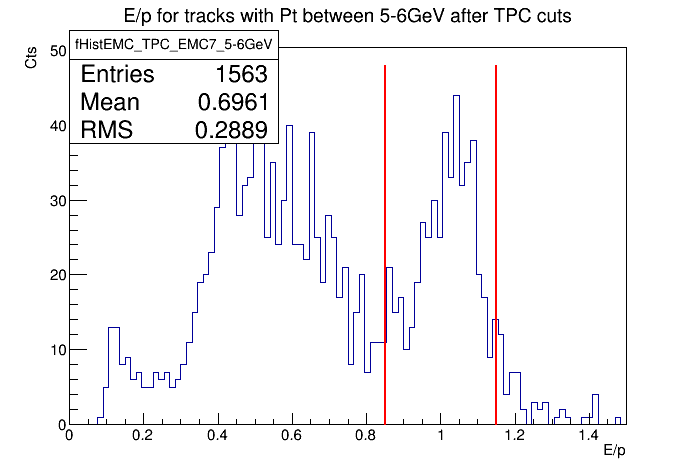 E/p for tracks with Pt between 5-6GeV after TPC cuts
Cts
fHistEMC_TPC_EMC7_5-6GeV
Entries 1563
Mean 0.6961
RMS 0.2889
50
40
30
20
10
0
0 0.2 0.4 0.6 0.8 1 1.2 1.4
E/p